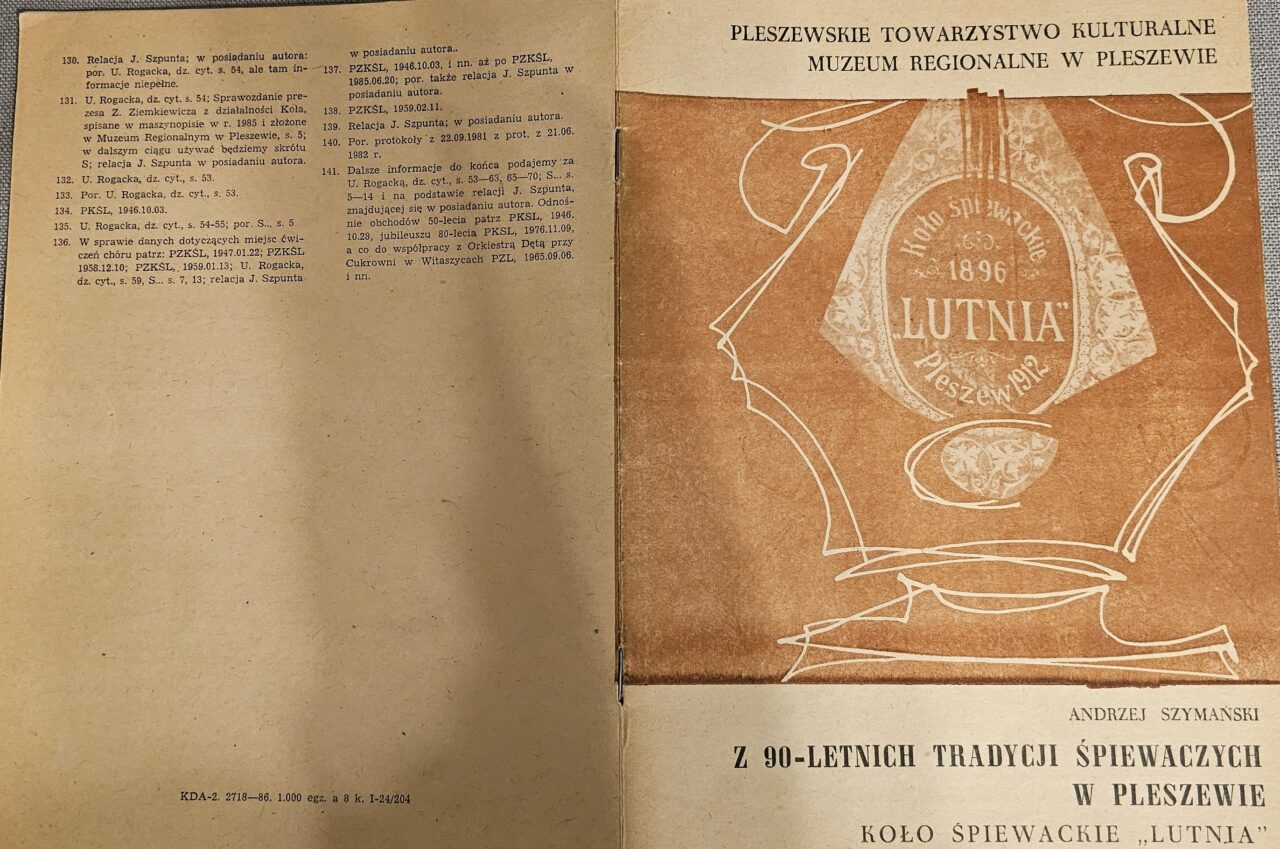 130. Relacja J. Szpunta; w posiadaniu autora:
por. U. Rogacka, dz. cyt. s. 54, ale tam in-
formacje niepełne.
131. U. Rogacka, dz. cyt. s. 54; Sprawozdanie pre-
zesa Z. Ziemkiewicza z działalności Koła,
spisane w maszynopisie w r. 1985 i złożone
w Muzeum Regionalnym w Pleszewie, s. 5;
w dalszym ciągu używać będziemy skrótu
S; relacja J. Szpunta w posiadaniu autora.
132. U. Rogacka, dz. cyt., s. 53.
133. Por. U. Rogacka, dz. cyt., s. 53.
134. PKŚL, 1946.10.03.
135. U. Rogacka, dz. cyt., s. 54-55; por. S... s. 5
136. W sprawie danych dotyczących miejsc ćwi-
czeń chóru patrz: PZKŚL, 1947.01.22; PZKŚL
1958.12.10; PZKŚL, 1959.01.13; U. Rogacka,
dz. cyt., s. 59, S... s. 7, 13; relacja J. Szpunta
w posiadaniu autora..
137. PZKŚL, 1946.10.03, i nn. aż po PZKŚL,
1985.06.20; por. także relacja J. Szpunta w
posiadaniu autora.
138. PZKŚL, 1959.02.11.
139. Relacja J. Szpunta; w posiadaniu autora.
140. Por. protokoły z 22.09.1981 z prot. z 21.06.
1982 r.
141. Dalsze informacje do końca podajemy za
U. Rogacką, dz. cyt., s. 53—63, 65—70; S... s.
5—14 i na podstawie relacji J. Szpunta,
znajdującej się w posiadaniu autora. Odnoś-
nie obchodów 50-lecia patrz PKSL, 1946.
10.28, jubileuszu 80-lecia PKSL, 1976.11.09,
a co do współpracy z Orkiestrą Dętą przy
Cukrowni w Witaszycach PZL, 1965.09.06.
i nn.
KDA-2. 2718—86. 1.000 egz. a 8 k. I-24/204
PLESZEWSKIE TOWARZYSTWO KULTURALNE
MUZEUM REGIONALNE W PLESZEWIE
Koło śpiewackie
1896
„LUTNIA"
Pleszew 1912
ANDRZEJ SZYMAŃSKI
Z 90-LETNICH TRADYCJI ŚPIEWACZYCH
W PLESZEWIE
KOŁO ŚPIEWACKIE „LUTNIA"